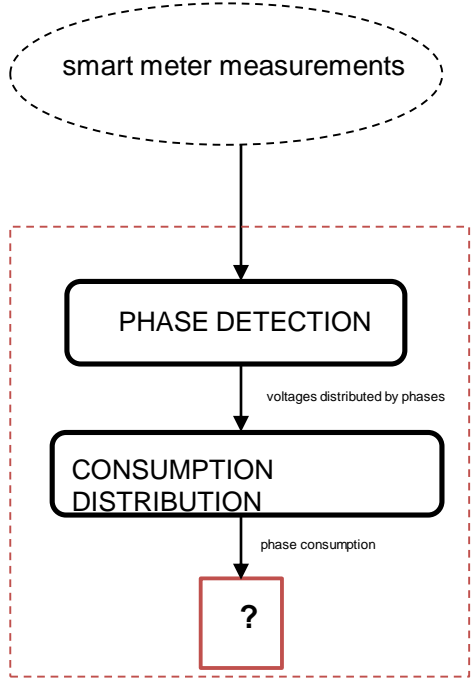 smart meter measurements
PHASE DETECTION
voltages distributed by phases
CONSUMPTION
DISTRIBUTION
phase consumption
?